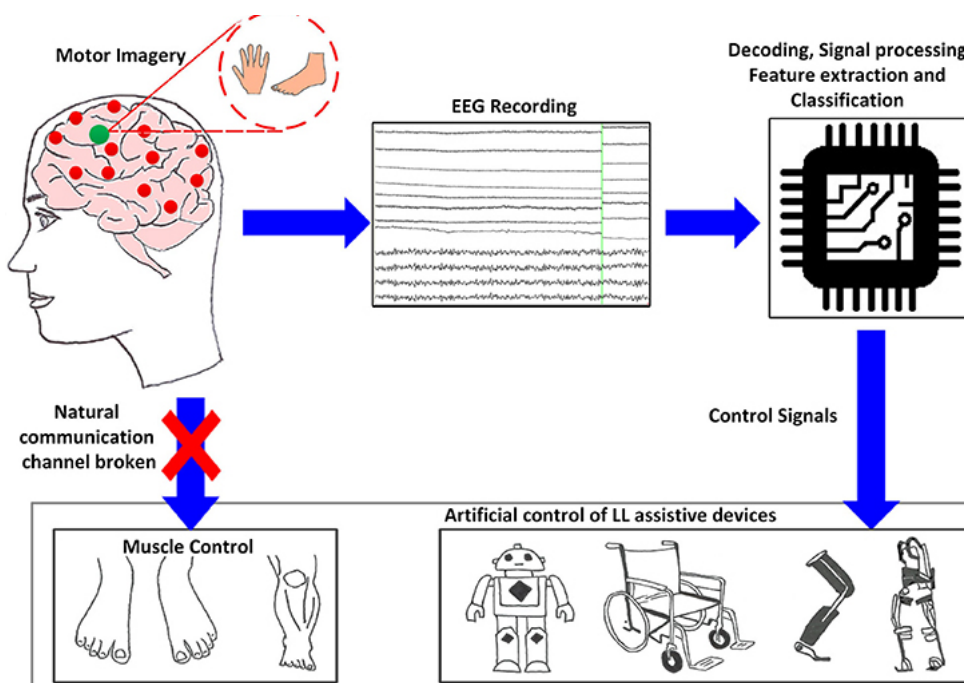 Motor Imagery
EEG Recording
Decoding, Signal processing
Feature extraction and
Classification
Natural
communication
channel broken
Control Signals
Artificial control of LL assistive devices
Muscle Control